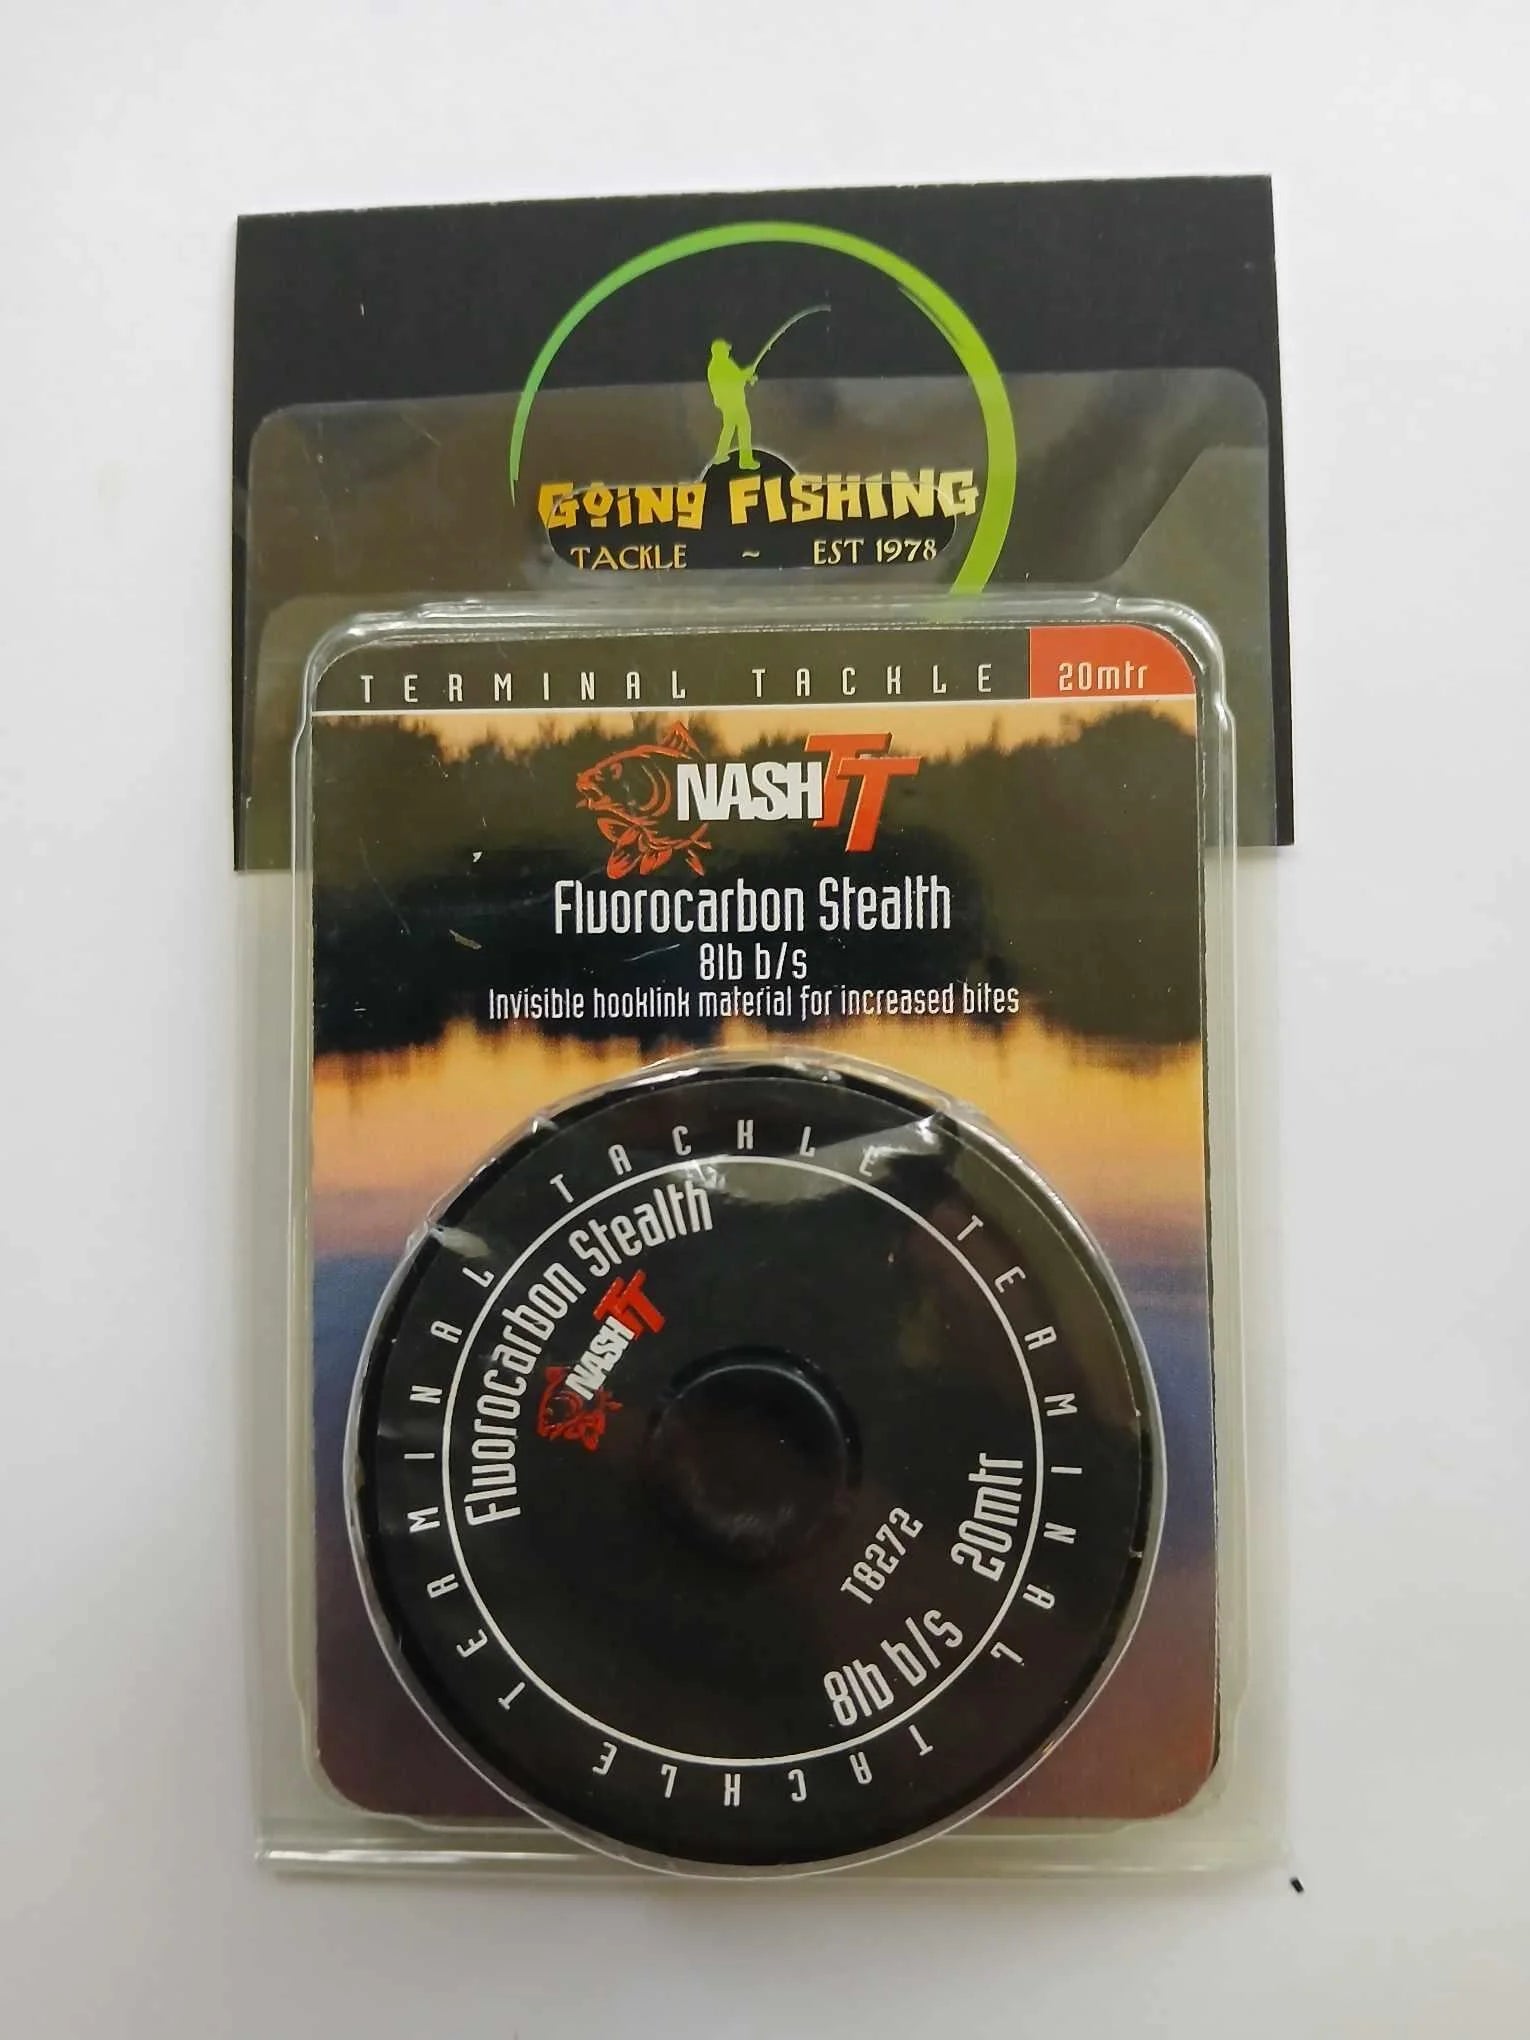 GOING FISHING
TACKLE ~ EST 1978
TERMINAL TACKLE 20mtr
NASH TT
Fluorocarbon Stealth
8lb b/s
Invisible hooklink material for increased bites
TERMINAL TACKLE
TERMINAL TACKLE
Fluorocarbon Stealth
NASH TT
T8272
20mtr
8lb b/s